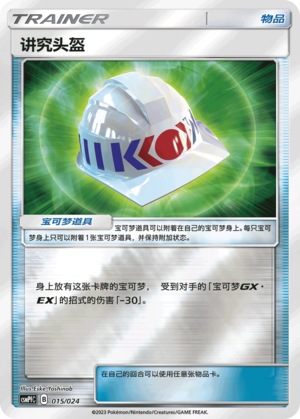 TRAINER 物品
讲究头盔
宝可梦道具
宝可梦道具可以附着在自己的宝可梦身上。每只宝可
梦身上只可以附着1张宝可梦道具,并保持附加状态。
身上放有这张卡牌的宝可梦,受到对手的「宝可梦GX・
EX」的招式的伤害「-30」。
在自己的回合可以使用任意张物品卡。
Illus. Eske Yoshinob
015/024
©2023 Pokémon/Nintendo/Creatures/GAME FREAK.